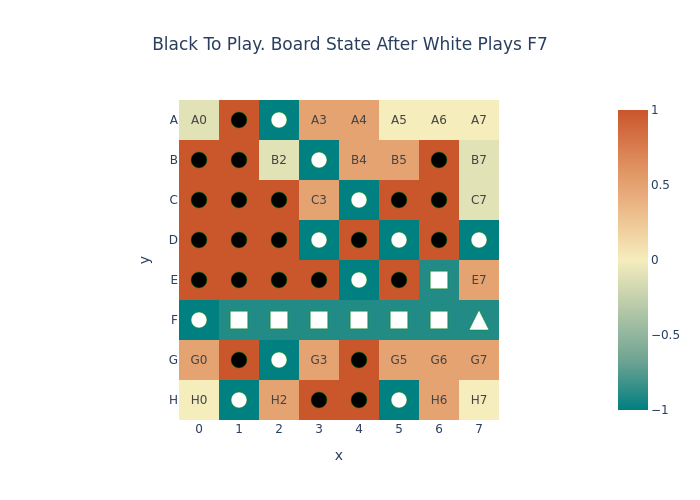 Black To Play. Board State After White Plays F7
A A0 A3 A4 A5 A6 A7
B B2 B4 B5 B7
C C3 C7
D
E E7
F
G G0 G3 G5 G6 G7
H H0 H2 H6 H7
0 1 2 3 4 5 6 7
x
y
1
0.5
0
−0.5
−1